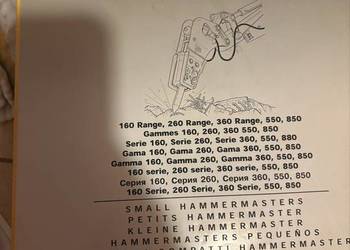 160 Range, 260 Range, 360 Range, 550, 850
Gammes 160, 260, 360 550, 850
Serie 160, Serie 260, Serie 360, 550, 880
Gama 160, Gama 260, Gama 360, 550, 850
Gamma 160, Gamma 260, Gamma 360, 550, 850
160 serie, 260 serie, 360 serie, 550, 850
Серия 160, Серия 260, Серия 360, 550, 850
160 Serie, 260 Serie, 360 Serie, 550, 850
SMALL HAMMERMASTERS
PETITS HAMMERMASTER
KLEINE HAMMERMASTER
HAMMERMASTERS PEQUEÑOS
COMPATTI HAMMERMAST